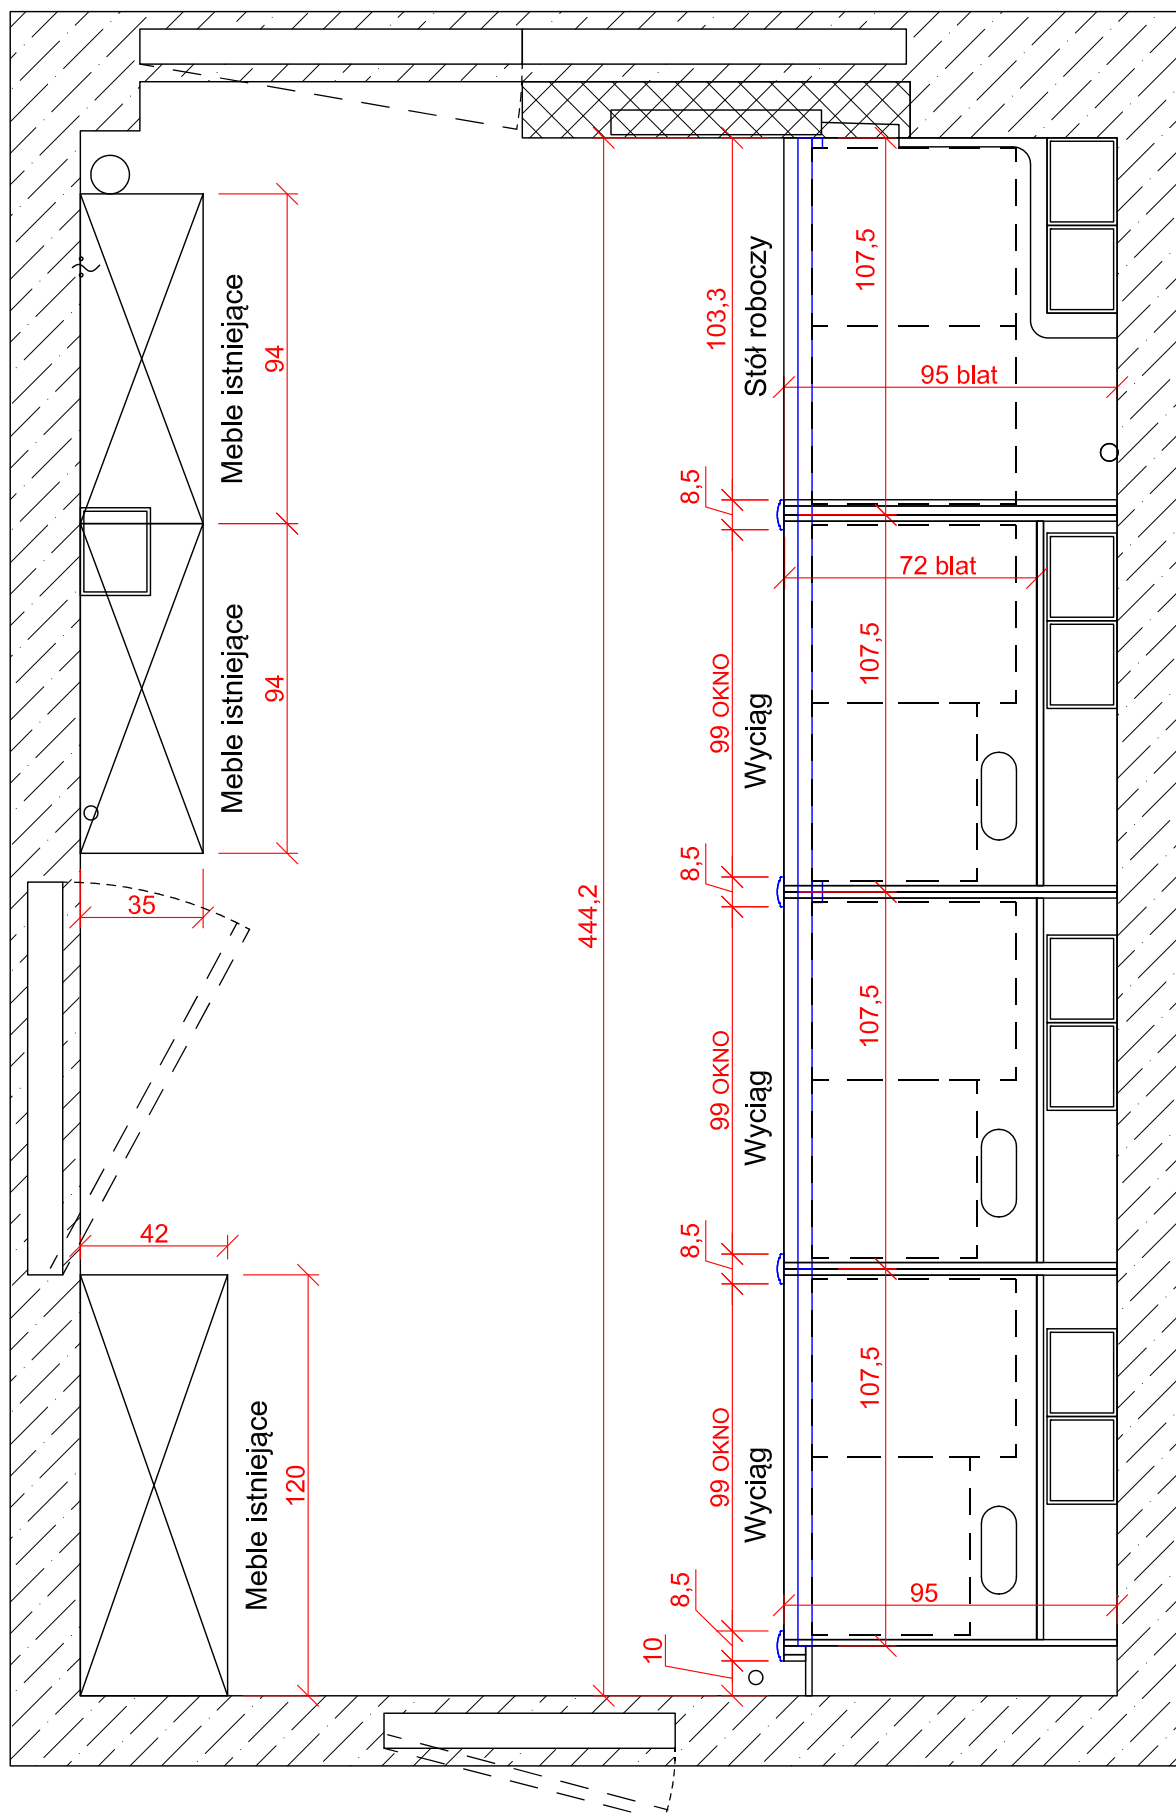 Meble istniejące
94
Meble istniejące
94
35
42
Meble istniejące
120
444,2
103,3
8,5
99 OKNO
8,5
99 OKNO
8,5
99 OKNO
8,5
10
Stół roboczy
Wyciąg
Wyciąg
Wyciąg
107,5
95 blat
72 blat
107,5
107,5
107,5
95